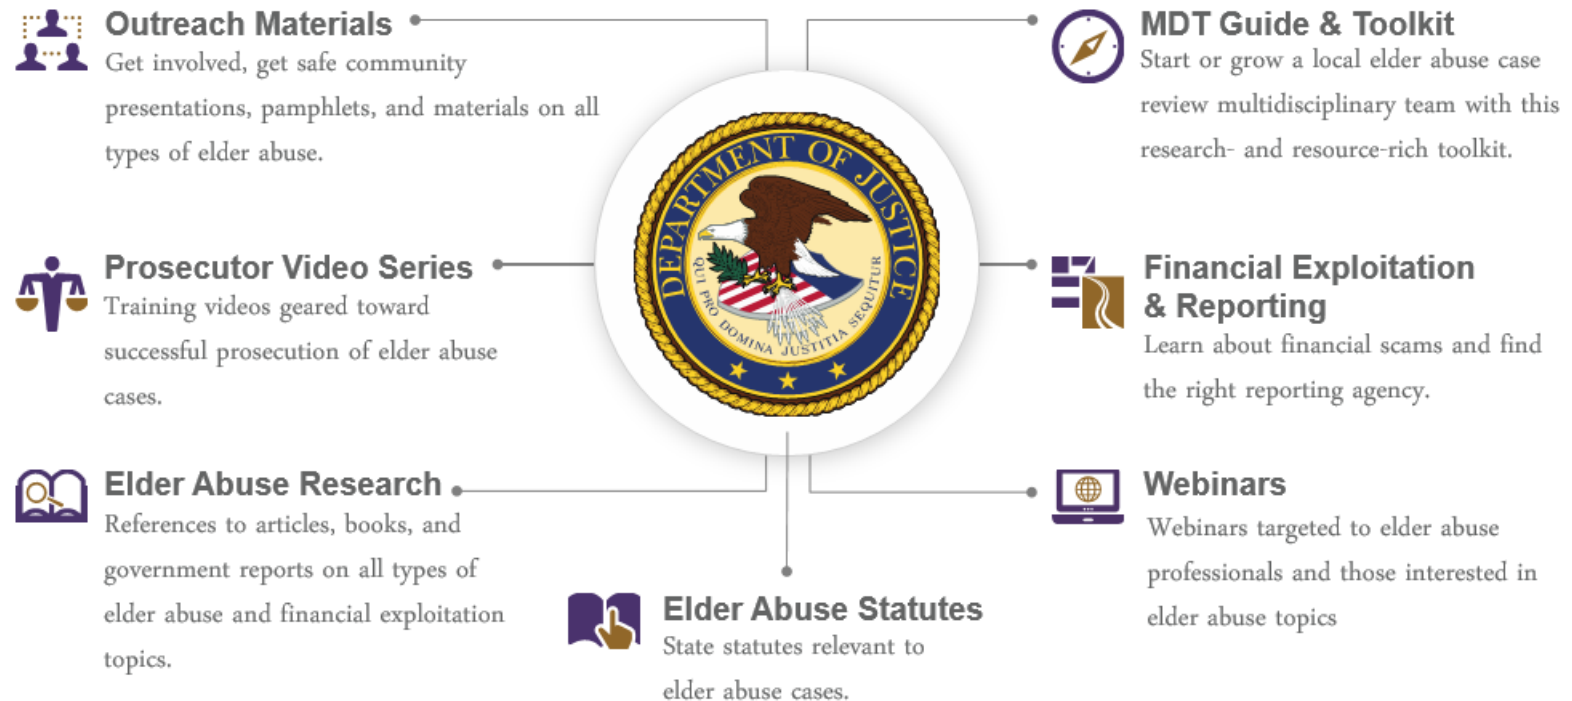 Outreach Materials
Get involved, get safe community
presentations, pamphlets, and materials on all
types of elder abuse.
MDT Guide & Toolkit
Start or grow a local elder abuse case
review multidisciplinary team with this
research- and resource-rich toolkit.
DEPARTMENT OF JUSTICE
QUI PRO DOMINA JUSTITIA SEQUITUR
Prosecutor Video Series
Training videos geared toward
successful prosecution of elder abuse
cases.
Financial Exploitation
& Reporting
Learn about financial scams and find
the right reporting agency.
Elder Abuse Research
References to articles, books, and
government reports on all types of
elder abuse and financial exploitation
topics.
Elder Abuse Statutes
State statutes relevant to
elder abuse cases.
Webinars
Webinars targeted to elder abuse
professionals and those interested in
elder abuse topics